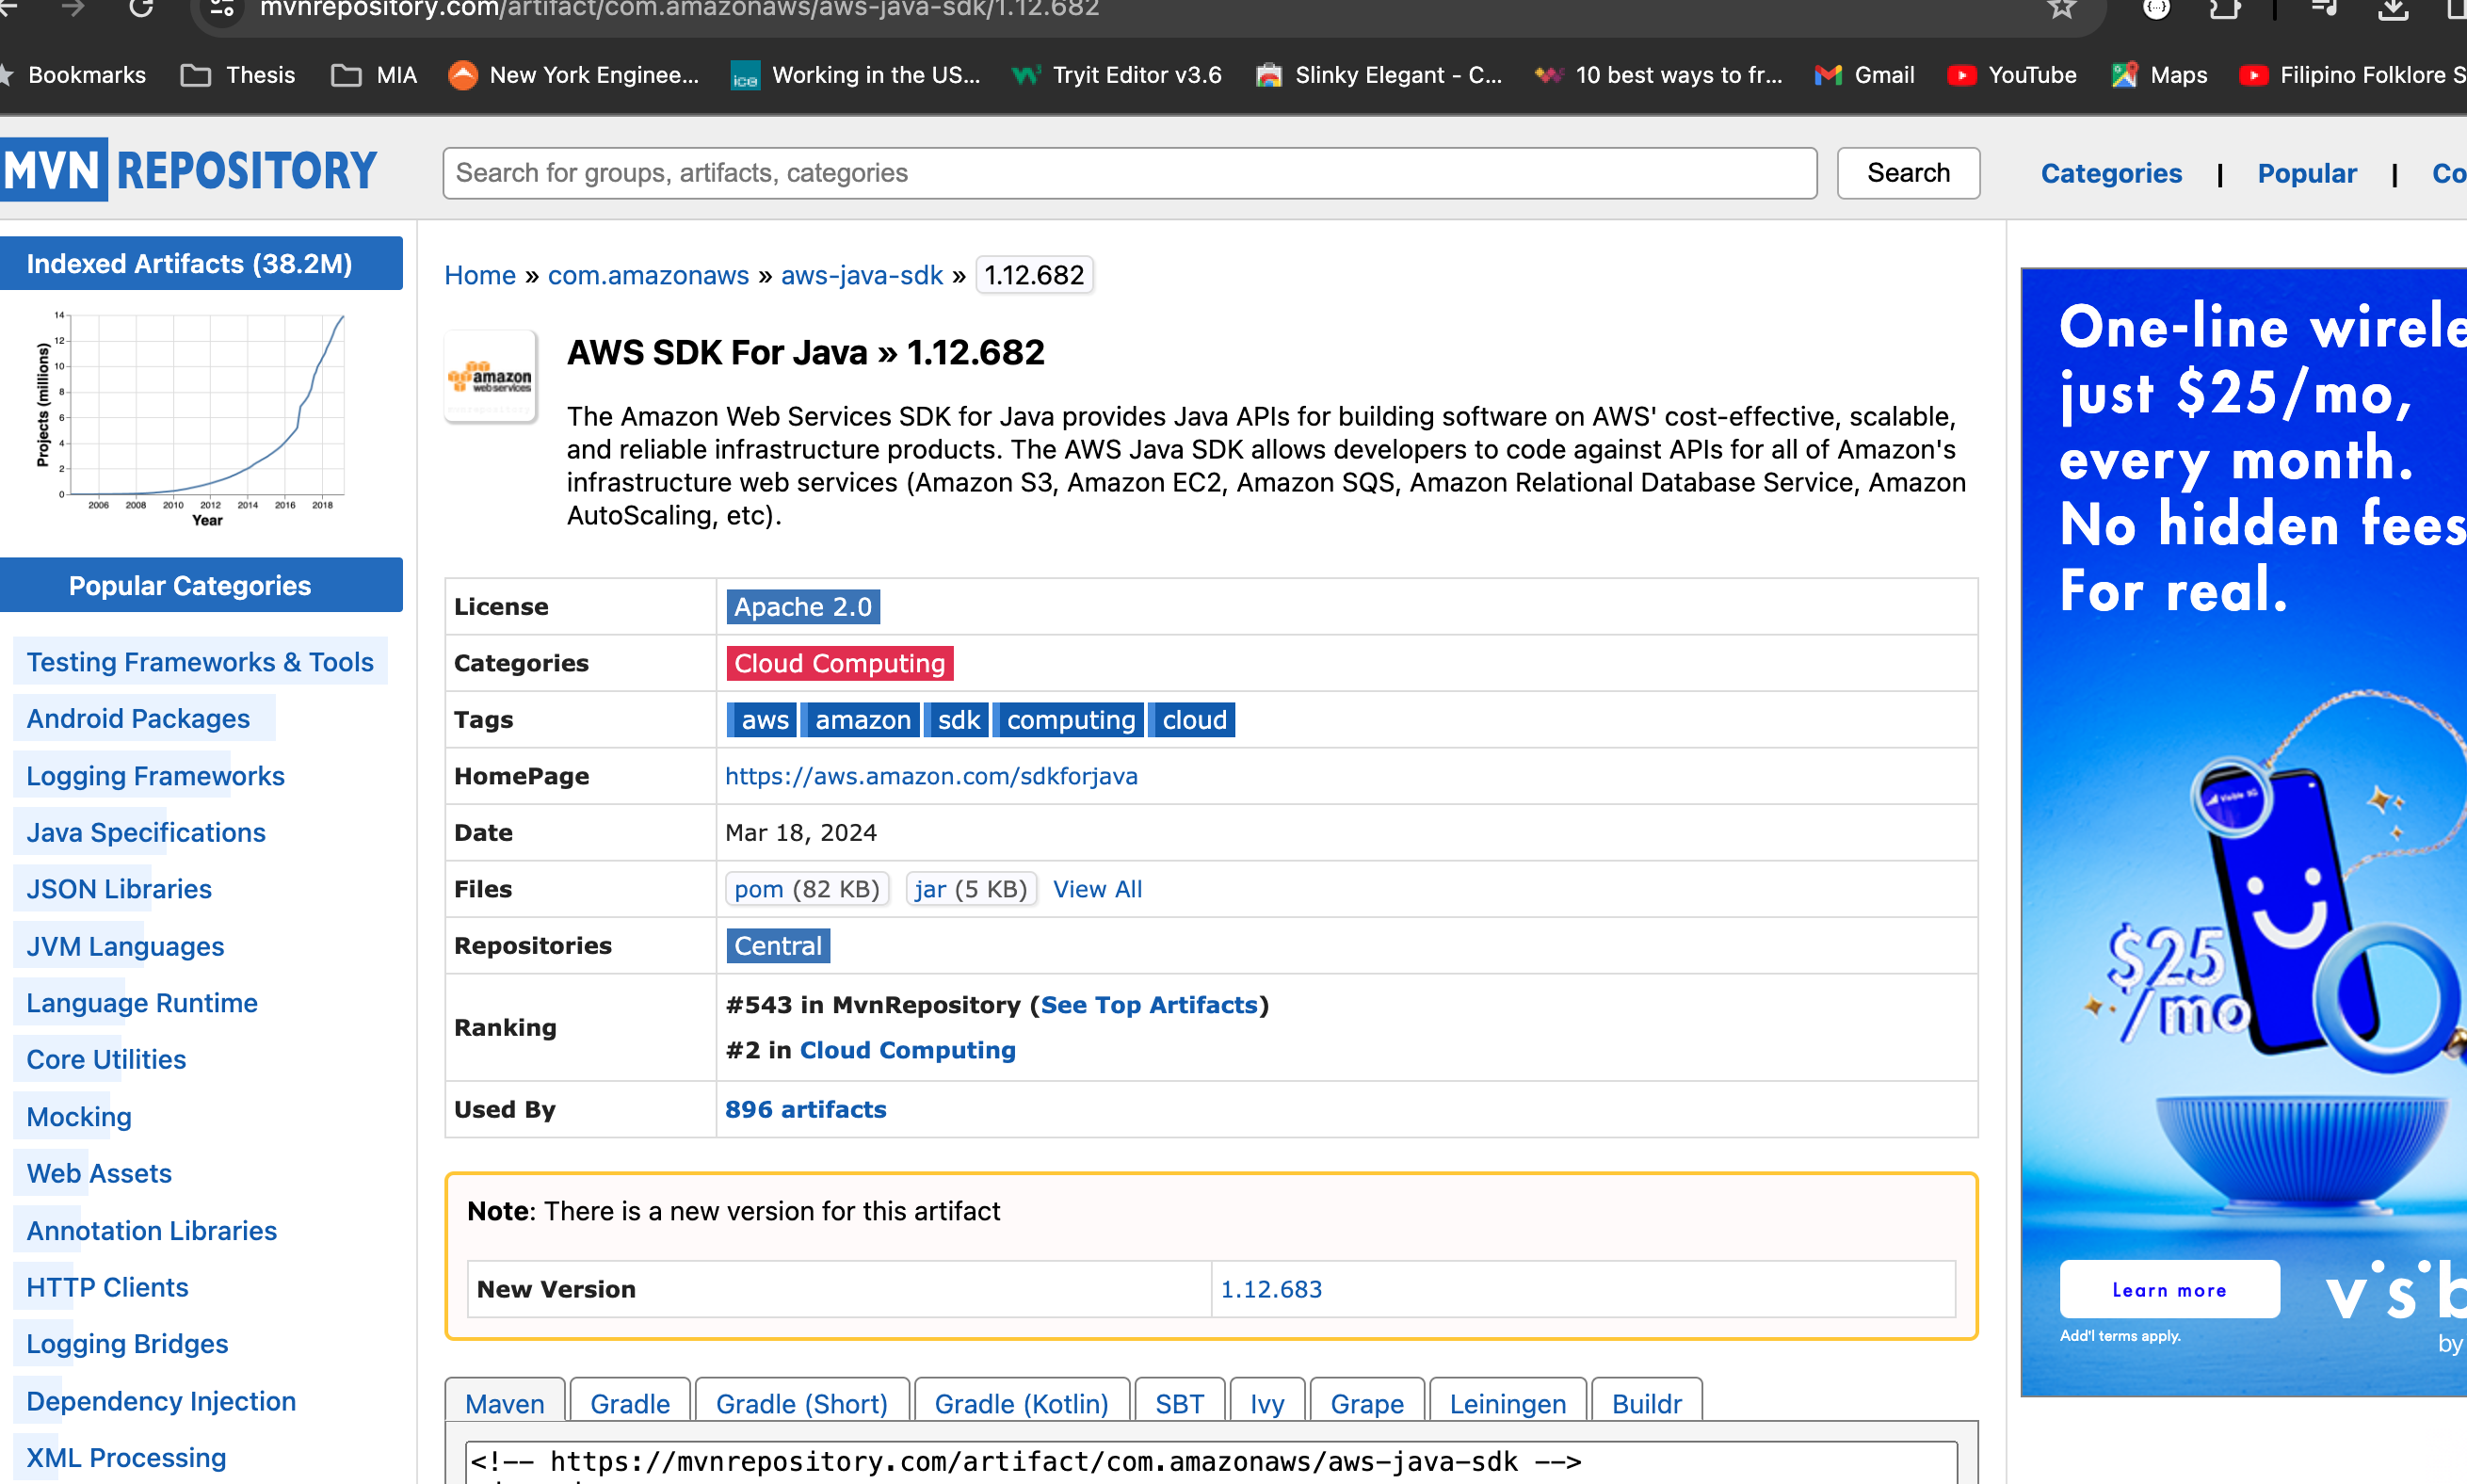 mvnrepository.com/artifact/com.amazonaws/aws-java-sdk/1.12.682
Bookmarks Thesis MIA New York Enginee... Working in the US... Tryit Editor v3.6 Slinky Elegant - C... 10 best ways to fr... Gmail YouTube Maps Filipino Folklore S
MVN REPOSITORY
Search for groups, artifacts, categories
Search
Categories | Popular | Co
Indexed Artifacts (38.2M)
Projects (millions)
14
12
10
8
6
4
2
0
2006 2008 2010 2012 2014 2016 2018
Year
Popular Categories
Testing Frameworks & Tools
Android Packages
Logging Frameworks
Java Specifications
JSON Libraries
JVM Languages
Language Runtime
Core Utilities
Mocking
Web Assets
Annotation Libraries
HTTP Clients
Logging Bridges
Dependency Injection
XML Processing
Home » com.amazonaws » aws-java-sdk » 1.12.682
amazon
webservices
AWS SDK For Java » 1.12.682
The Amazon Web Services SDK for Java provides Java APIs for building software on AWS' cost-effective, scalable,
and reliable infrastructure products. The AWS Java SDK allows developers to code against APIs for all of Amazon's
infrastructure web services (Amazon S3, Amazon EC2, Amazon SQS, Amazon Relational Database Service, Amazon
AutoScaling, etc).
License Apache 2.0
Categories Cloud Computing
Tags aws amazon sdk computing cloud
HomePage https://aws.amazon.com/sdkforjava
Date Mar 18, 2024
Files pom (82 KB) jar (5 KB) View All
Repositories Central
Ranking #543 in MvnRepository (See Top Artifacts)
#2 in Cloud Computing
Used By 896 artifacts
Note: There is a new version for this artifact
New Version 1.12.683
Maven Gradle Gradle (Short) Gradle (Kotlin) SBT Ivy Grape Leiningen Buildr
<!-- https://mvnrepository.com/artifact/com.amazonaws/aws-java-sdk -->
One-line wirele
just $25/mo,
every month.
No hidden fees
For real.
Visible 5G
$25
/mo
Learn more
visib
Add'l terms apply.
by